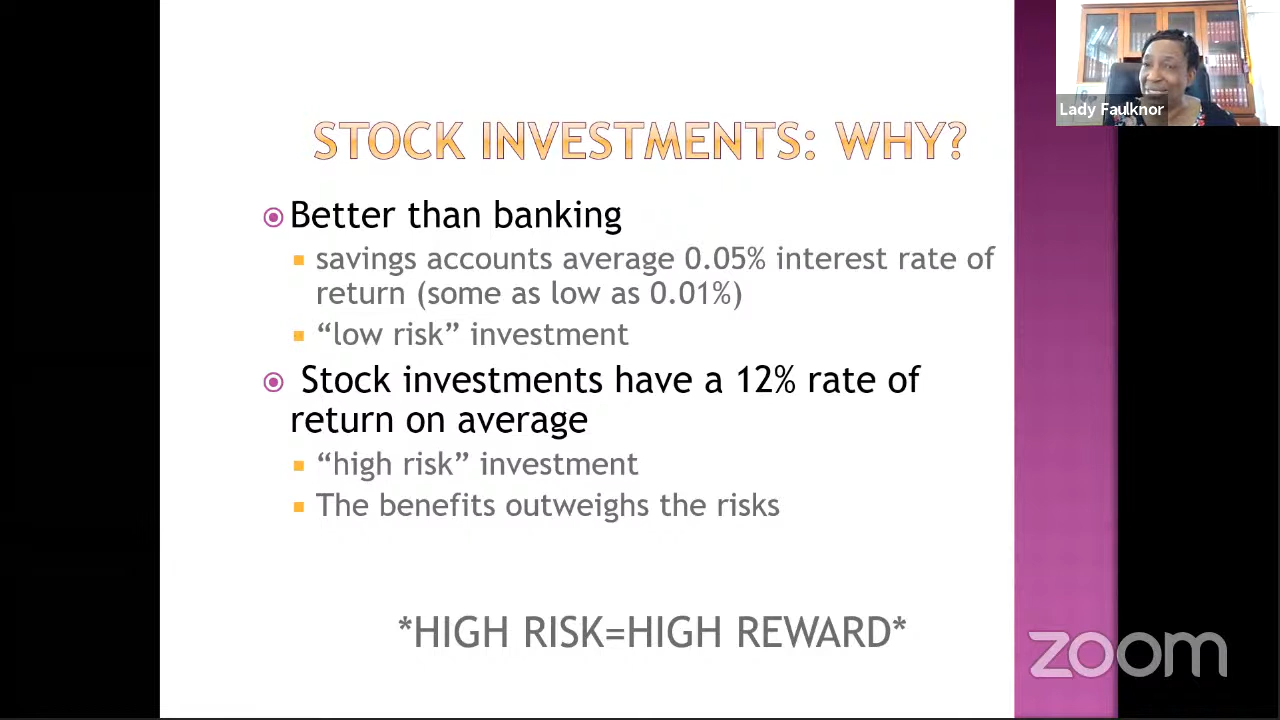 STOCK INVESTMENTS: WHY?
Better than banking
savings accounts average 0.05% interest rate of
return (some as low as 0.01%)
“low risk” investment
Stock investments have a 12% rate of
return on average
“high risk” investment
The benefits outweighs the risks
*HIGH RISK=HIGH REWARD*
Lady Faulknor
zoom